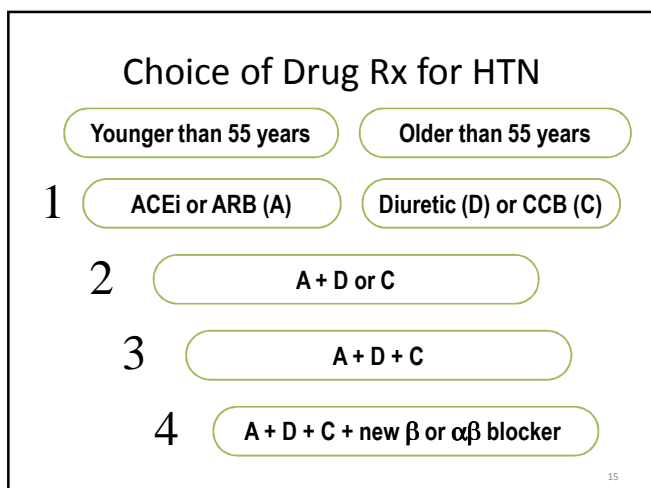 Choice of Drug Rx for HTN
Younger than 55 years
Older than 55 years
1
ACEi or ARB (A)
Diuretic (D) or CCB (C)
2
A + D or C
3
A + D + C
4
A + D + C + new β or αβ blocker
15